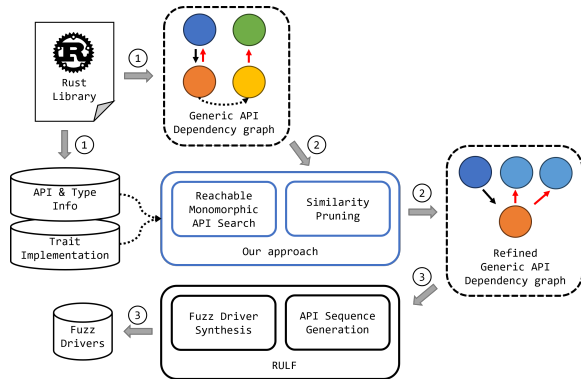 R
Rust
Library
1
Generic API
Dependency graph
1
2
API & Type
Info
Trait
Implementation
Reachable
Monomorphic
API Search
Similarity
Pruning
Our approach
2
Refined
Generic API
Dependency graph
3
Fuzz Driver
Synthesis
API Sequence
Generation
RULF
3
Fuzz
Drivers